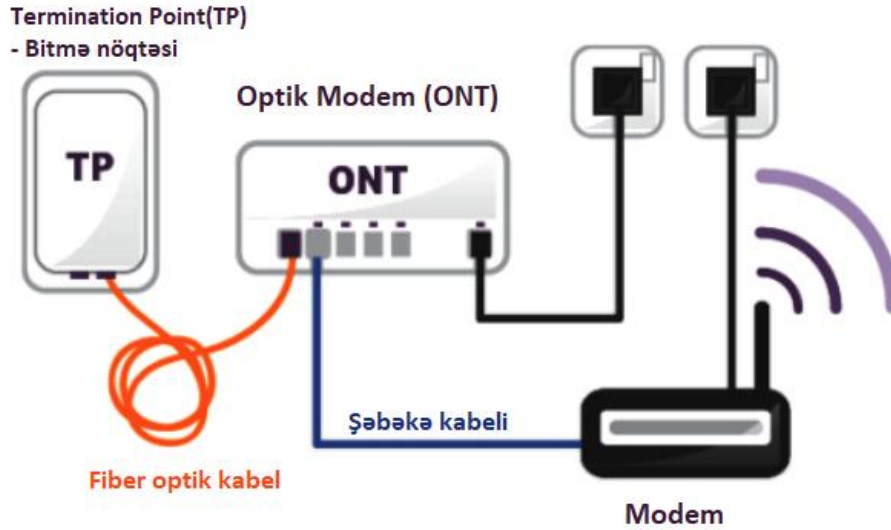 Termination Point(TP)
- Bitmə nöqtəsi
Optik Modem (ONT)
TP
ONT
Şəbəkə kabeli
Fiber optik kabel
Modem